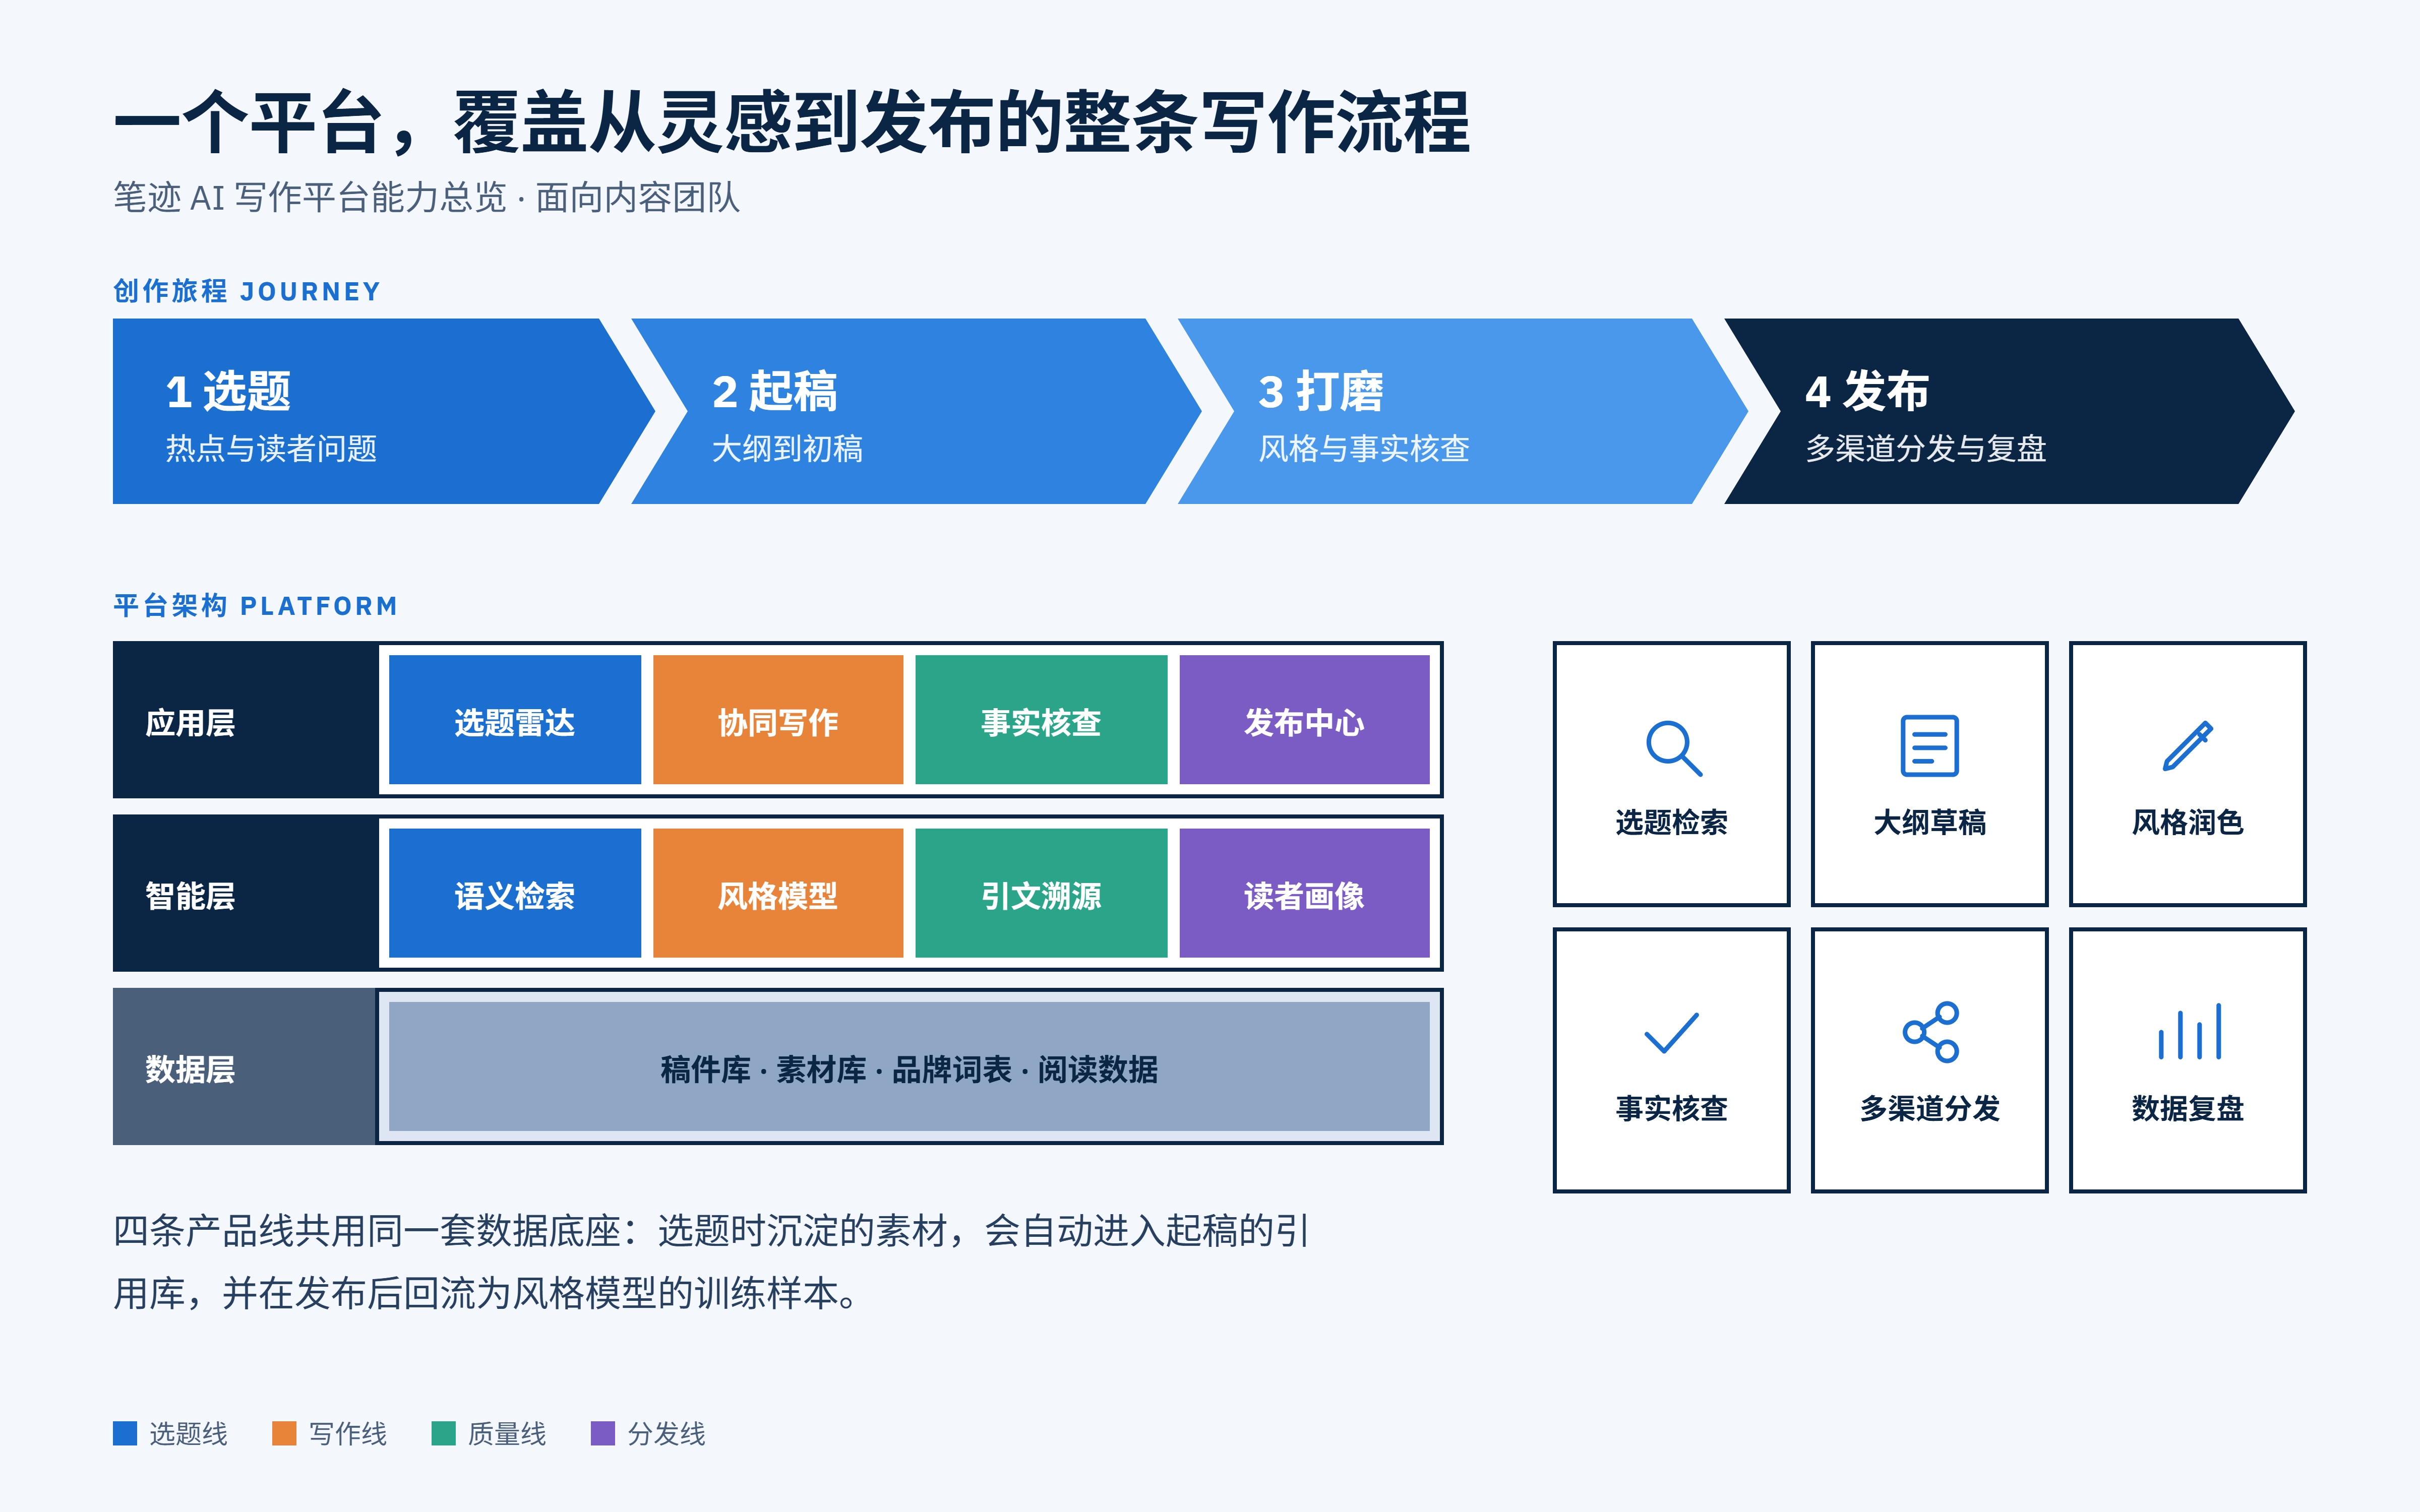 一个平台，覆盖从灵感到发布的整条写作流程
笔迹 AI 写作平台能力总览 · 面向内容团队
创作旅程 JOURNEY
1 选题
热点与读者问题
2 起稿
大纲到初稿
3 打磨
风格与事实核查
4 发布
多渠道分发与复盘
平台架构 PLATFORM
应用层
选题雷达
协同写作
事实核查
发布中心
智能层
语义检索
风格模型
引文溯源
读者画像
数据层
稿件库 · 素材库 · 品牌词表 · 阅读数据
选题检索
大纲草稿
风格润色
事实核查
多渠道分发
数据复盘
四条产品线共用同一套数据底座：选题时沉淀的素材，会自动进入起稿的引
用库，并在发布后回流为风格模型的训练样本。
选题线
写作线
质量线
分发线